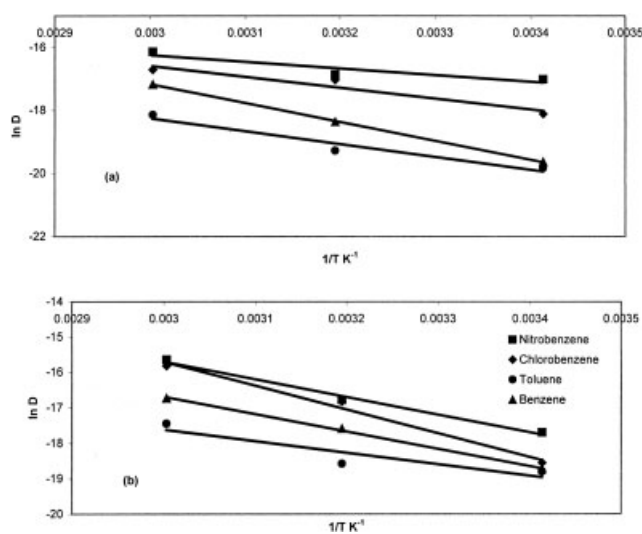 0.0029 0.003 0.0031 0.0032 0.0033 0.0034 0.0035
-16
-18
-20
-22
ln D
(a)
1/T K-1
-14
0.0029 0.003 0.0031 0.0032 0.0033 0.0034 0.0035
-15
-16
-17
-18
-19
-20
ln D
Nitrobenzene
Chlorobenzene
Toluene
Benzene
(b)
1/T K-1